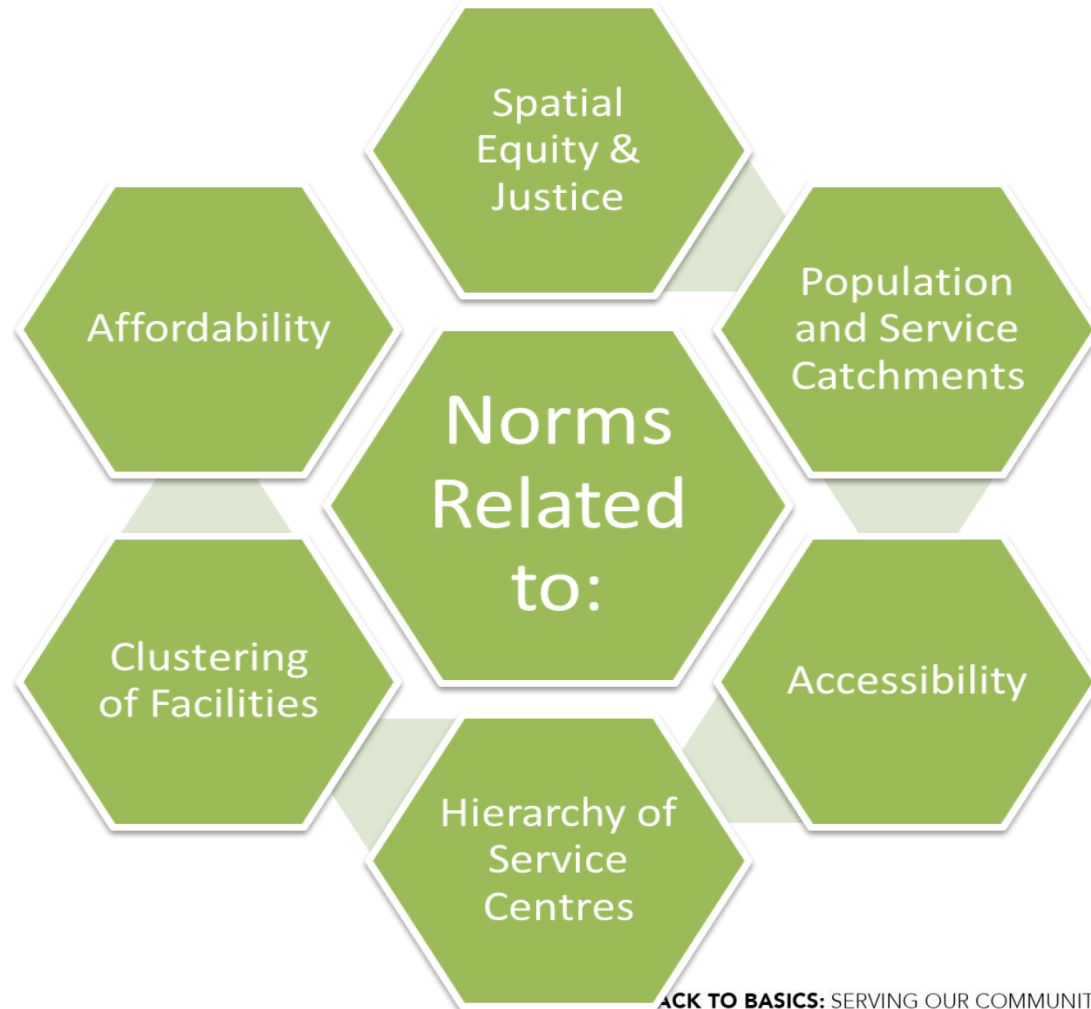 Spatial
Equity &
Justice
Population
and Service
Catchments
Accessibility
Hierarchy of
Service
Centres
Clustering
of Facilities
Affordability
Norms
Related
to:
ACK TO BASICS: SERVING OUR COMMUNIT